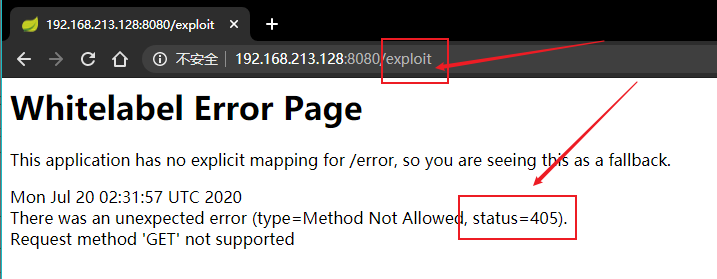 192.168.213.128:8080/exploit
不安全 192.168.213.128:8080/exploit
Whitelabel Error Page
This application has no explicit mapping for /error, so you are seeing this as a fallback.
Mon Jul 20 02:31:57 UTC 2020
There was an unexpected error (type=Method Not Allowed, status=405).
Request method 'GET' not supported